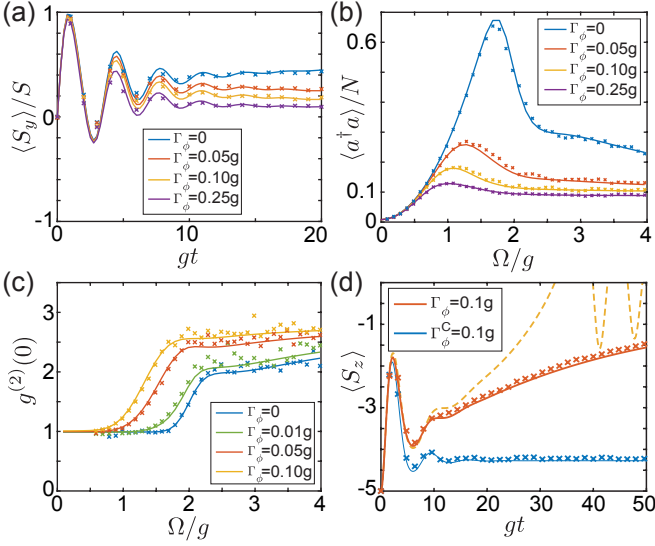 (a)
1
0
-1
⟨S_y⟩/S
0
10
20
gt
Γ_ϕ=0
Γ_ϕ=0.05g
Γ_ϕ=0.10g
Γ_ϕ=0.25g
(b)
0.6
0.1
⟨a†a⟩/N
0
1
2
3
4
Ω/g
Γ_ϕ=0
Γ_ϕ=0.05g
Γ_ϕ=0.10g
Γ_ϕ=0.25g
(c)
3
2
1
0
g^(2)(0)
0
1
2
3
4
Ω/g
Γ_ϕ=0
Γ_ϕ=0.01g
Γ_ϕ=0.05g
Γ_ϕ=0.10g
(d)
-1
-3
-5
⟨S_z⟩
0
10
20
30
40
50
gt
Γ_ϕ=0.1g
Γ_ϕ^C=0.1g